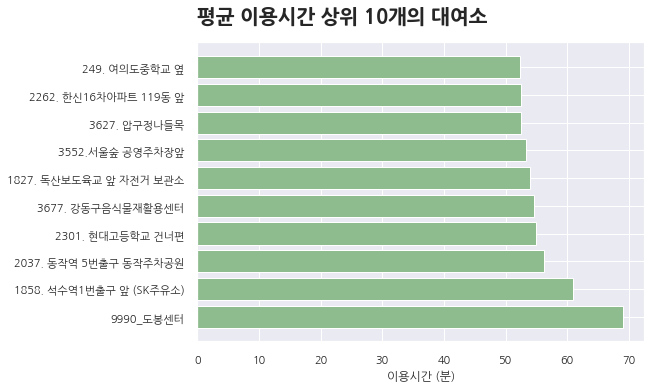 평균 이용시간 상위 10개의 대여소
249. 여의도중학교 옆
2262. 한신16차아파트 119동 앞
3627. 압구정나들목
3552.서울숲 공영주차장앞
1827. 독산보도육교 앞 자전거 보관소
3677. 강동구음식물재활용센터
2301. 현대고등학교 건너편
2037. 동작역 5번출구 동작주차공원
1858. 석수역1번출구 앞 (SK주유소)
9990_도봉센터
0 10 20 30 40 50 60 70
이용시간 (분)